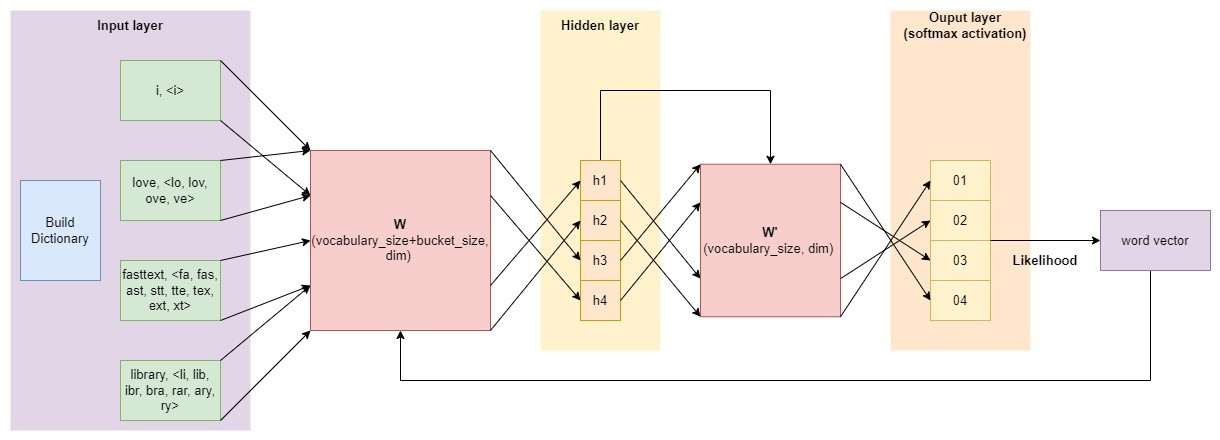 Input layer
Hidden layer
Ouput layer
(softmax activation)
i, <i>
love, <lo, lov,
ove, ve>
Build
Dictionary
fasttext, <fa, fas,
ast, stt, tte, tex,
ext, xt>
library, <li, lib,
ibr, bra, rar, ary,
ry>
W
(vocabulary_size+bucket_size,
dim)
h1
h2
h3
h4
W'
(vocabulary_size, dim)
01
02
03
04
Likelihood
word vector